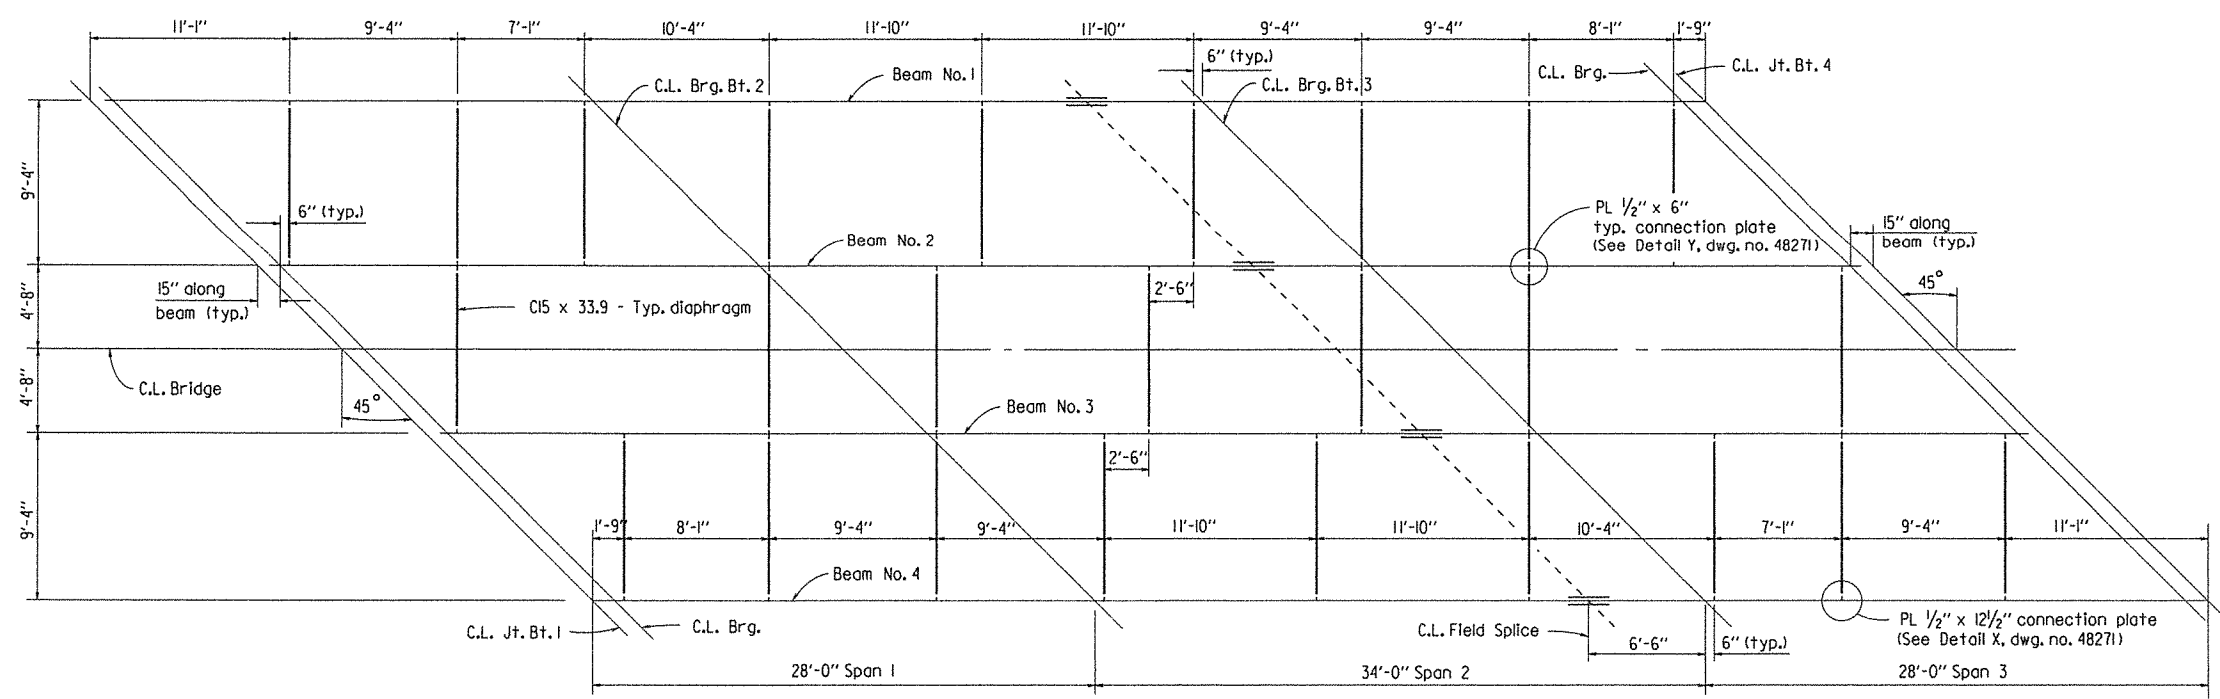 11'-1" 9'-4" 7'-1" 10'-4" 11'-10" 11'-10" 9'-4" 9'-4" 8'-1" 1'-9"
6" (typ.)
C.L. Brg. Bt. 2
Beam No. 1
C.L. Brg. Bt. 3
C.L. Brg.
C.L. Jt. Bt. 4
9'-4"
6" (typ.)
Beam No. 2
PL 1/2" x 6"
typ. connection plate
(See Detail Y, dwg. no. 48271)
15" along
beam (typ.)
15" along
beam (typ.)
4'-8"
C15 x 33.9 - Typ. diaphragm
2'-6"
45°
C.L. Bridge
4'-8"
45°
Beam No. 3
2'-6"
9'-4"
1'-9" 8'-1" 9'-4" 9'-4" 11'-10" 11'-10" 10'-4" 7'-1" 9'-4" 11'-1"
Beam No. 4
C.L. Jt. Bt. 1
C.L. Brg.
C.L. Field Splice
6'-6"
6" (typ.)
PL 1/2" x 12 1/2" connection plate
(See Detail X, dwg. no. 48271)
28'-0" Span 1
34'-0" Span 2
28'-0" Span 3